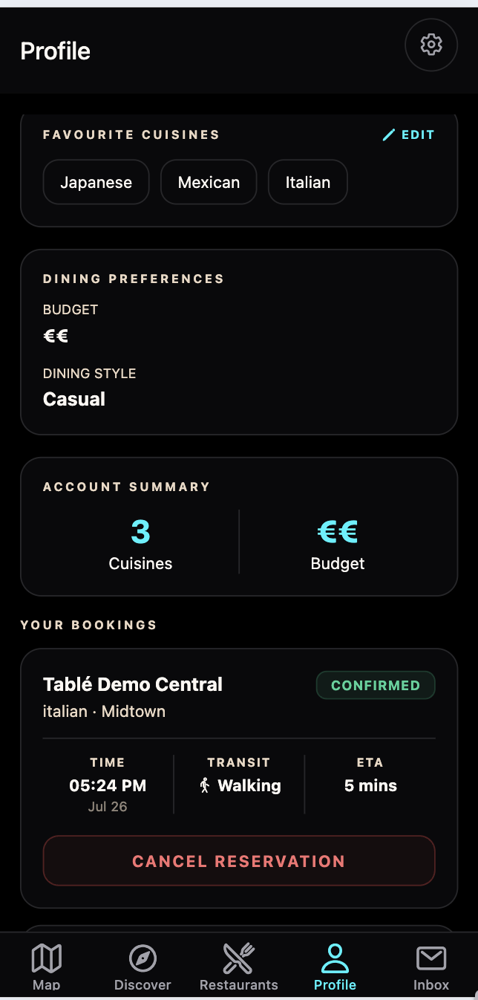 Profile
FAVOURITE CUISINES
EDIT
Japanese Mexican Italian
DINING PREFERENCES
BUDGET
€€
DINING STYLE
Casual
ACCOUNT SUMMARY
3 €€
Cuisines Budget
YOUR BOOKINGS
Tablé Demo Central CONFIRMED
italian · Midtown
TIME TRANSIT ETA
05:24 PM Walking 5 mins
Jul 26
CANCEL RESERVATION
Map Discover Restaurants Profile Inbox